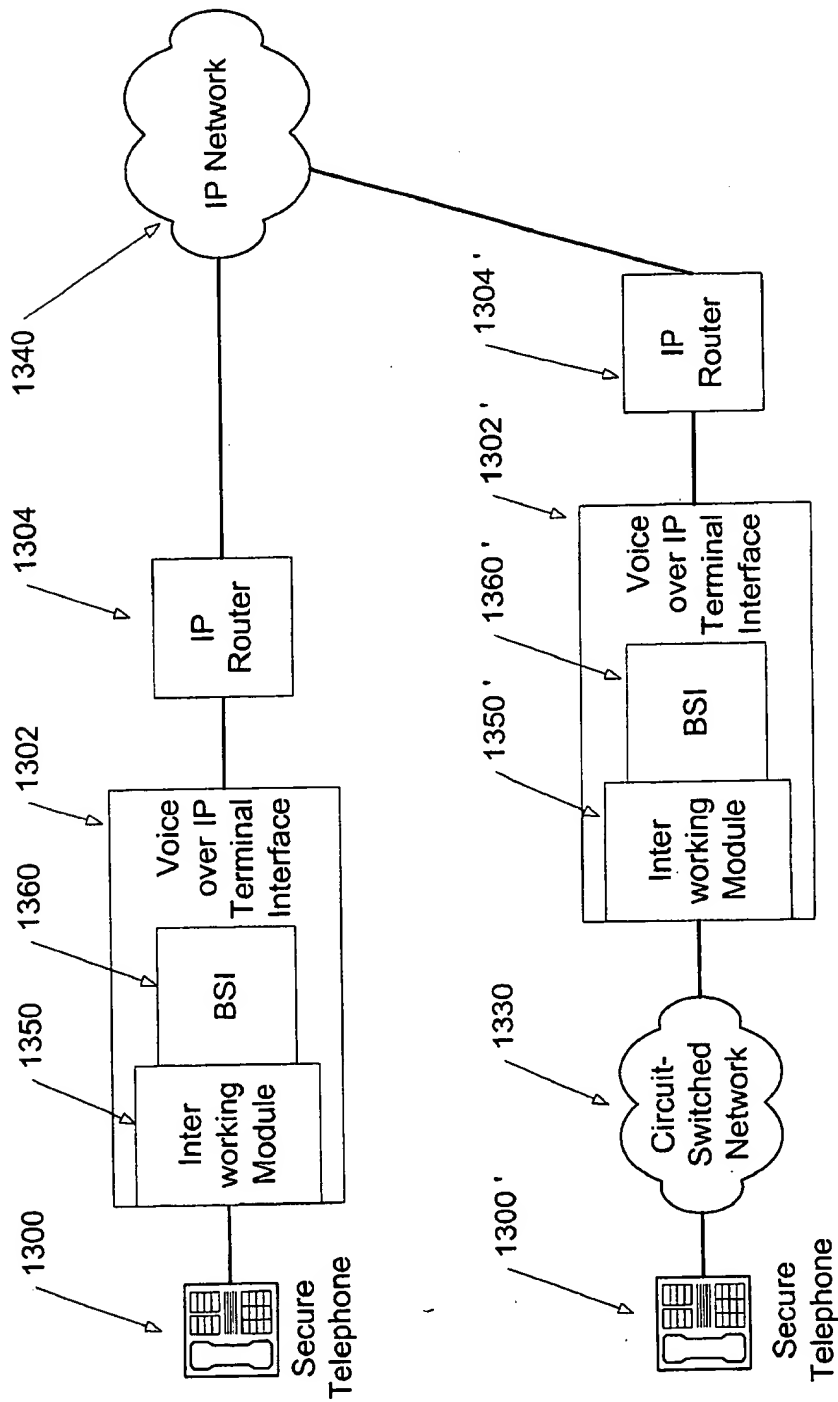 1300
Secure
Telephone
1350
Inter
working
Module
1360
BSI
1302
Voice
over IP
Terminal
Interface
1304
IP
Router
1340
IP Network
1300'
Secure
Telephone
1330
Circuit-
Switched
Network
1350'
Inter
working
Module
1360'
BSI
1302'
Voice
over IP
Terminal
Interface
1304'
IP
Router